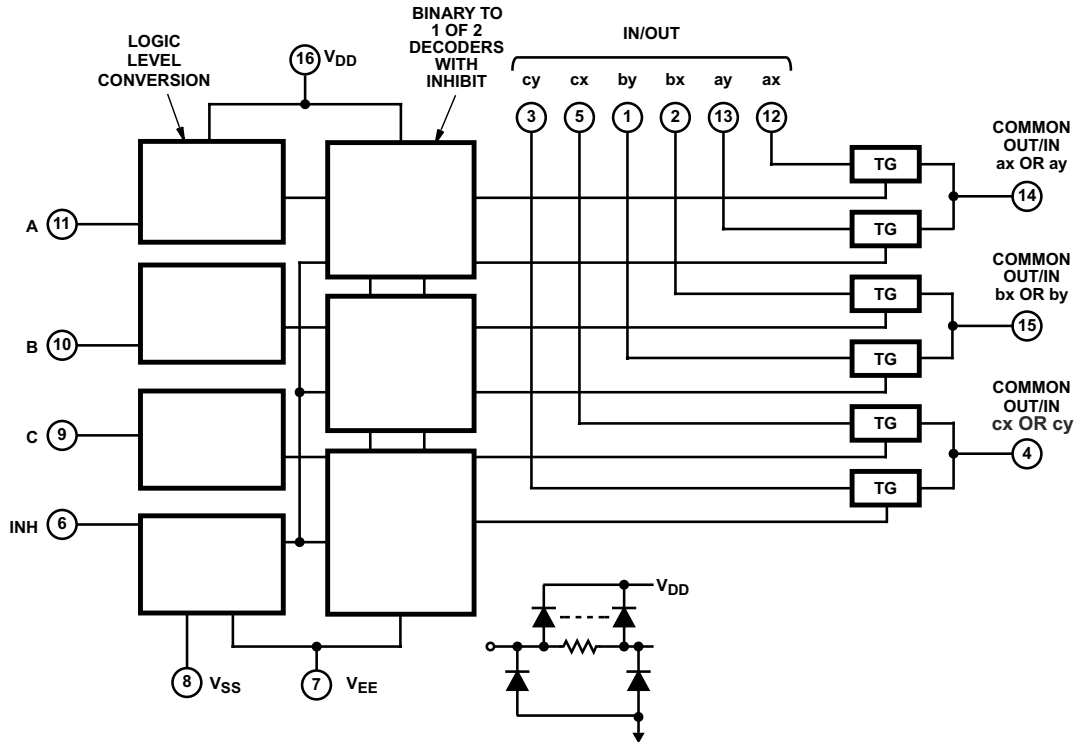 LOGIC
LEVEL
CONVERSION
16 VDD
BINARY TO
1 OF 2
DECODERS
WITH
INHIBIT
IN/OUT
cy cx by bx ay ax
3 5 1 2 13 12
TG
TG
TG
TG
TG
TG
COMMON
OUT/IN
ax OR ay
14
COMMON
OUT/IN
bx OR by
15
COMMON
OUT/IN
cx OR cy
4
A 11
B 10
C 9
INH 6
8 VSS
7 VEE
VDD